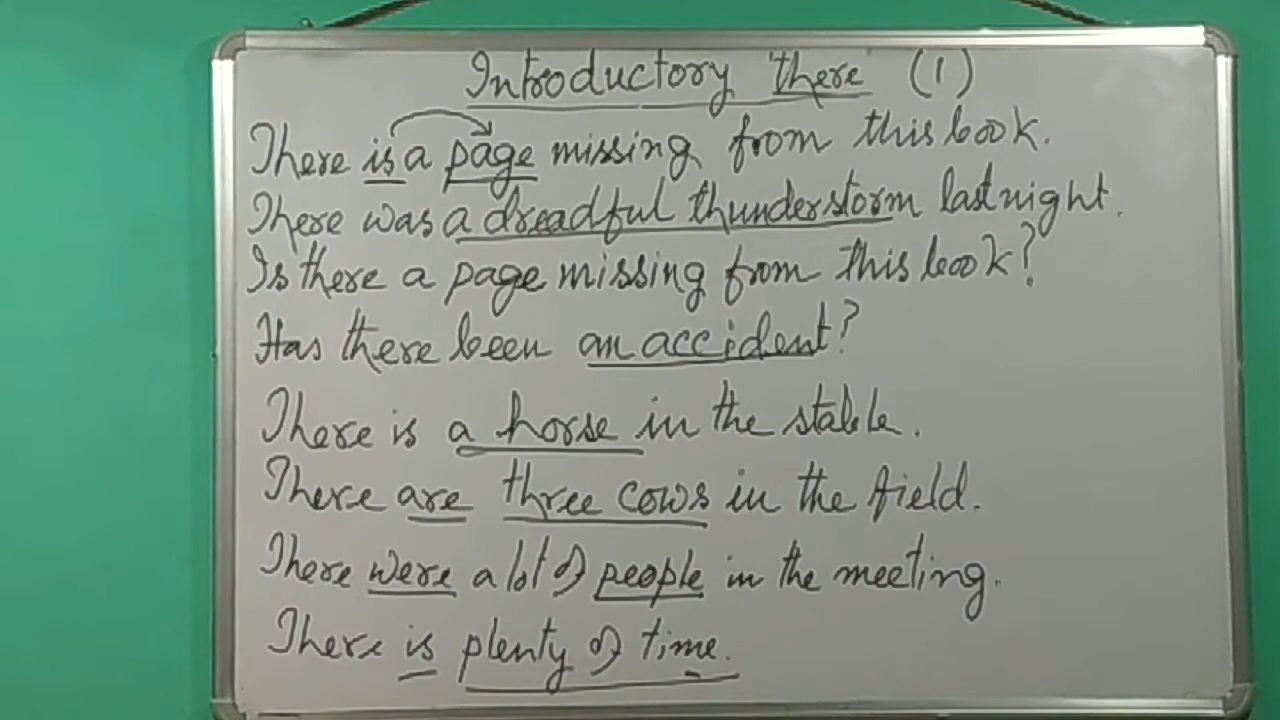 Introductory 'there' (1)
There is a page missing from this book.
There was a dreadful thunderstorm last night.
Is there a page missing from this book?
Has there been an accident?
There is a horse in the stable.
There are three cows in the field.
There were a lot of people in the meeting.
There is plenty of time.